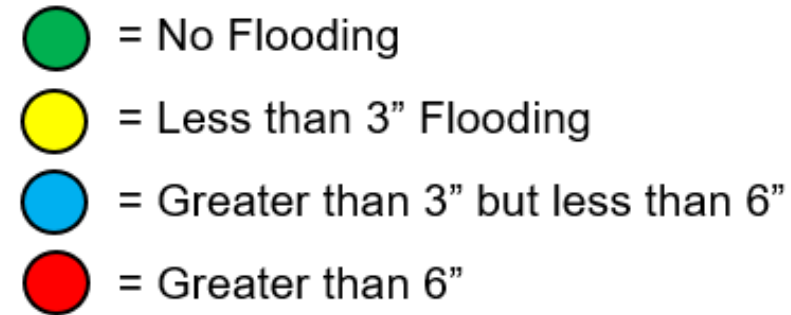 = No Flooding
= Less than 3” Flooding
= Greater than 3” but less than 6”
= Greater than 6”